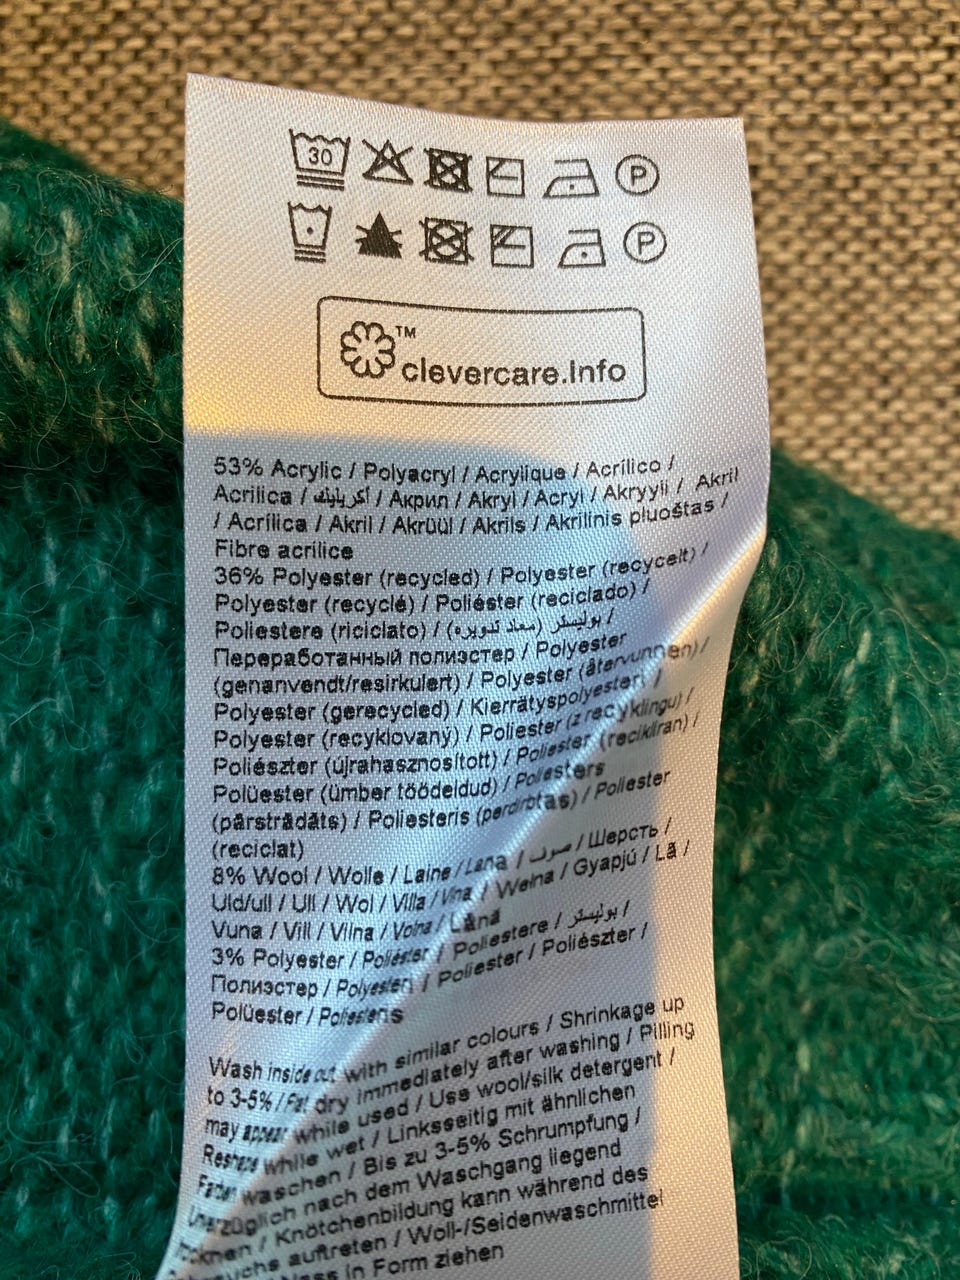 30 P
P
™
clevercare.Info
53% Acrylic / Polyacryl / Acrylique / Acrílico /
Acrilica / أكريليك / Акрил / Akryl / Acryl / Akryyli / Akril
/ Acrílica / Akril / Akrüül / Akrils / Akrilinis pluoštas /
Fibre acrilice
36% Polyester (recycled) / Polyester (recycelt) /
Polyester (recyclé) / Poliéster (reciclado) /
Poliestere (riciclato) / بوليستر (معاد تدويره) /
Переработанный полиэстер / Polyester
(genanvendt/resirkulert) / Polyester (återvunnen) /
Polyester (gerecycled) / Kierrätyspolyesteri /
Polyester (recyklovaný) / Poliester (z recyklingu) /
Poliészter (újrahasznosított) / Poliester (recikliran) /
Polüester (ümber töödeldud) / Poliesters
(pārstrādāts) / Poliesteris (perdirbtas) / Poliester
(reciclat)
8% Wool / Wolle / Laine / Lana / صوف / Шерсть /
Uld/ull / Ull / Wol / Villa / Vlna / Wełna / Gyapjú / Lã /
Vuna / Vill / Vilna / Volna / Lână
3% Polyester / Poliéster / Poliestere / بوليستر /
Полиэстер / Polyesteri / Poliester / Poliészter /
Polüester / Poliesteris
Wash inside out with similar colours / Shrinkage up
to 3-5% / Flat dry immediately after washing / Pilling
may appear while used / Use wool/silk detergent /
Reshape while wet / Linksseitig mit ähnlichen
Farben waschen / Bis zu 3-5% Schrumpfung /
Unverzüglich nach dem Waschgang liegend
trocknen / Knötchenbildung kann während des
auftreten / Woll-/Seidenwaschmittel
Nass in Form ziehen